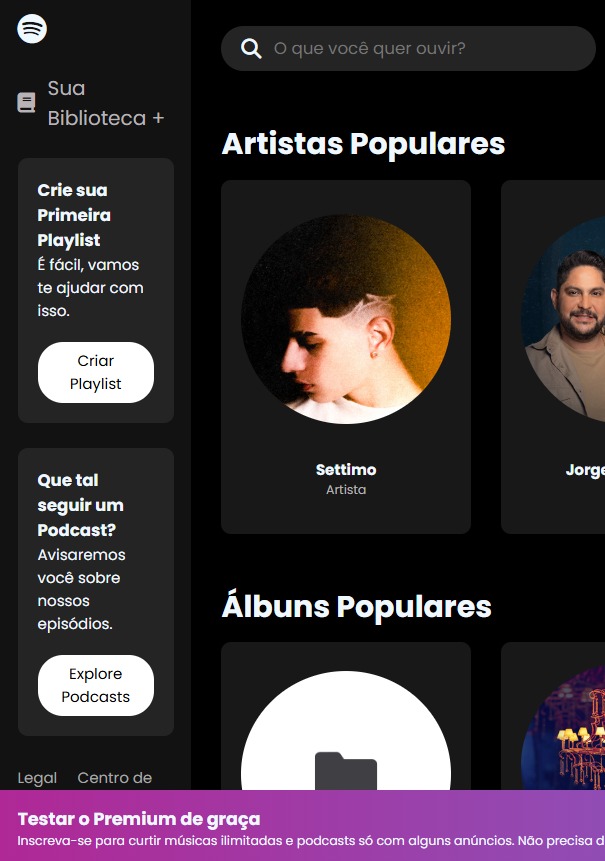 Sua
Biblioteca +
Crie sua
Primeira
Playlist
É fácil, vamos
te ajudar com
isso.
Criar
Playlist
Que tal
seguir um
Podcast?
Avisaremos
você sobre
nossos
episódios.
Explore
Podcasts
Legal Centro de
O que você quer ouvir?
Artistas Populares
Settimo
Artista
Jorge
Álbuns Populares
Testar o Premium de graça
Inscreva-se para curtir músicas ilimitadas e podcasts só com alguns anúncios. Não precisa d